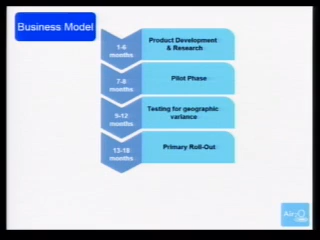 Business Model
1-6
months
Product Development
& Research
7-8
months
Pilot Phase
9-12
months
Testing for geographic
variance
13-18
months
Primary Roll-Out